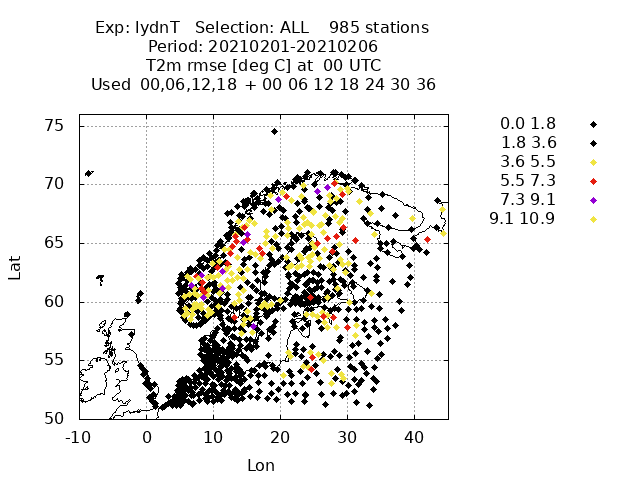 Exp: lydnT Selection: ALL 985 stations
Period: 20210201-20210206
T2m rmse [deg C] at 00 UTC
Used 00,06,12,18 + 00 06 12 18 24 30 36
0.0 1.8
1.8 3.6
3.6 5.5
5.5 7.3
7.3 9.1
9.1 10.9
75
70
65
60
55
50
Lat
-10 0 10 20 30 40
Lon